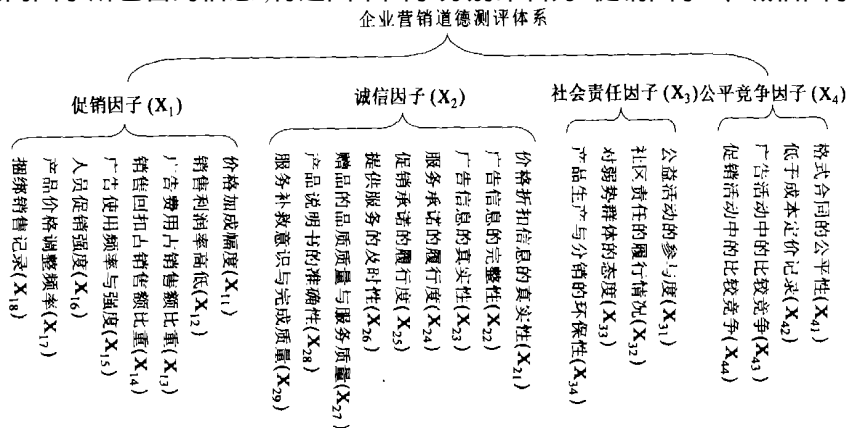 企业营销道德测评体系
促销因子(X₁)
诚信因子(X₂)
社会责任因子(X₃)
公平竞争因子(X₄)
价格加成幅度(X₁₁)
销售利润率高低(X₁₂)
广告费用占销售额比重(X₁₃)
销售回扣占销售额比重(X₁₄)
广告使用频率与强度(X₁₅)
人员促销强度(X₁₆)
产品价格调整频率(X₁₇)
捆绑销售记录(X₁₈)
价格折扣信息的真实性(X₂₁)
广告信息的完整性(X₂₂)
广告信息的真实性(X₂₃)
服务承诺的履行度(X₂₄)
促销承诺的履行度(X₂₅)
提供服务的及时性(X₂₆)
赠品的品质质量与服务质量(X₂₇)
产品说明书的准确性(X₂₈)
服务补救意识与完成质量(X₂₉)
公益活动的参与度(X₃₁)
社区责任的履行情况(X₃₂)
对弱势群体的态度(X₃₃)
产品生产与分销的环保性(X₃₄)
格式合同的公平性(X₄₁)
低于成本定价记录(X₄₂)
广告活动中的比较竞争(X₄₃)
促销活动中的比较竞争(X₄₄)